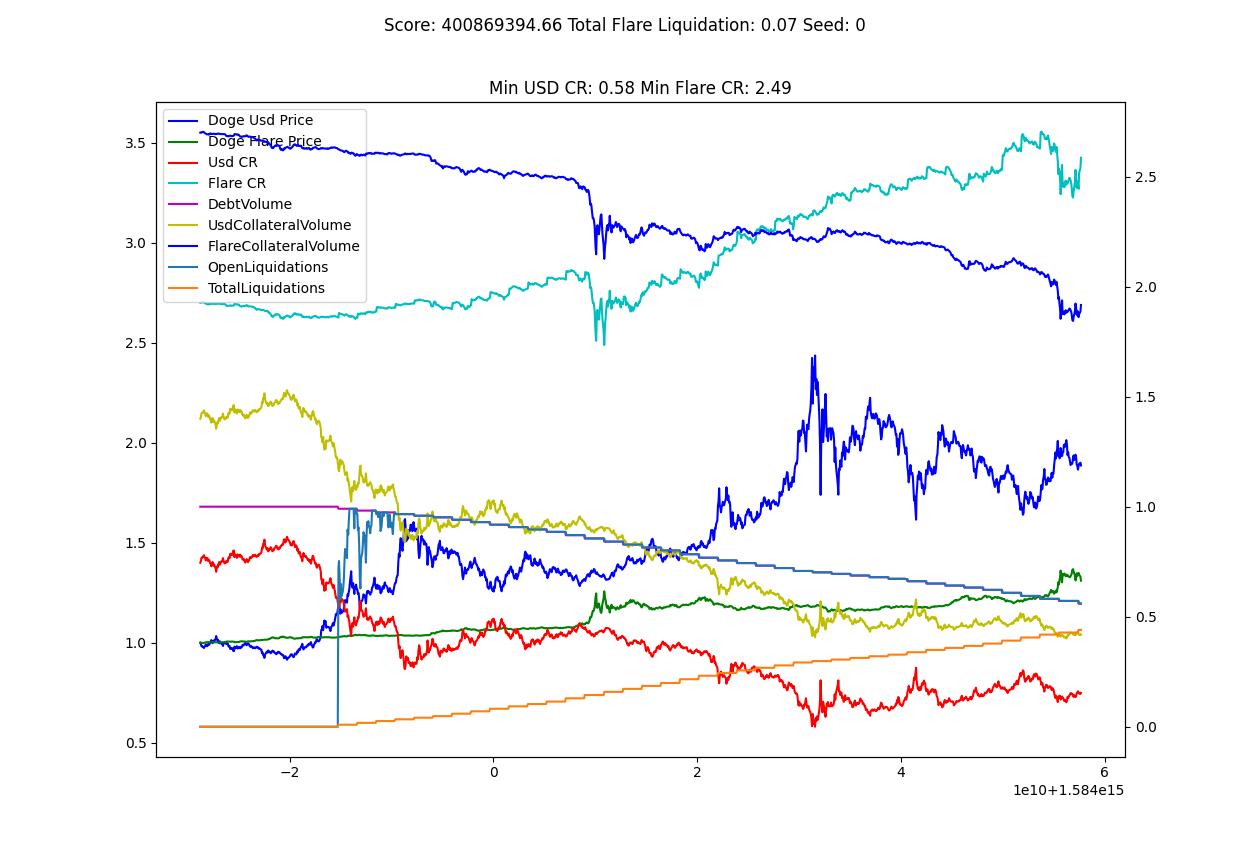 Score: 400869394.66 Total Flare Liquidation: 0.07 Seed: 0
Min USD CR: 0.58 Min Flare CR: 2.49
Doge Usd Price
Doge Flare Price
Usd CR
Flare CR
DebtVolume
UsdCollateralVolume
FlareCollateralVolume
OpenLiquidations
TotalLiquidations
3.5
3.0
2.5
2.0
1.5
1.0
0.5
2.5
2.0
1.5
1.0
0.5
0.0
−2 0 2 4 6
1e10+1.584e15